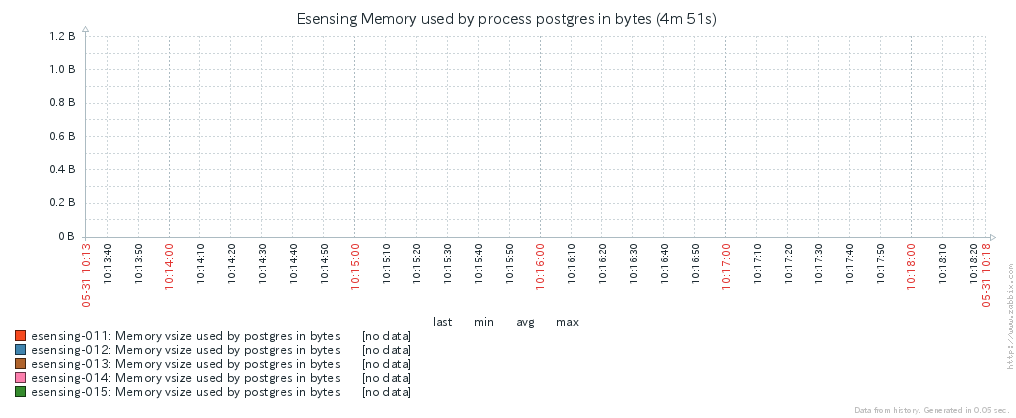 Esensing Memory used by process postgres in bytes (4m 51s)
1.2 B
1.0 B
0.8 B
0.6 B
0.4 B
0.2 B
0 B
05-31 10:13
10:13:40
10:13:50
10:14:00
10:14:10
10:14:20
10:14:30
10:14:40
10:14:50
10:15:00
10:15:10
10:15:20
10:15:30
10:15:40
10:15:50
10:16:00
10:16:10
10:16:20
10:16:30
10:16:40
10:16:50
10:17:00
10:17:10
10:17:20
10:17:30
10:17:40
10:17:50
10:18:00
10:18:10
10:18:20
05-31 10:18
http://www.zabbix.com
last min avg max
esensing-011: Memory vsize used by postgres in bytes [no data]
esensing-012: Memory vsize used by postgres in bytes [no data]
esensing-013: Memory vsize used by postgres in bytes [no data]
esensing-014: Memory vsize used by postgres in bytes [no data]
esensing-015: Memory vsize used by postgres in bytes [no data]
Data from history. Generated in 0.05 sec.